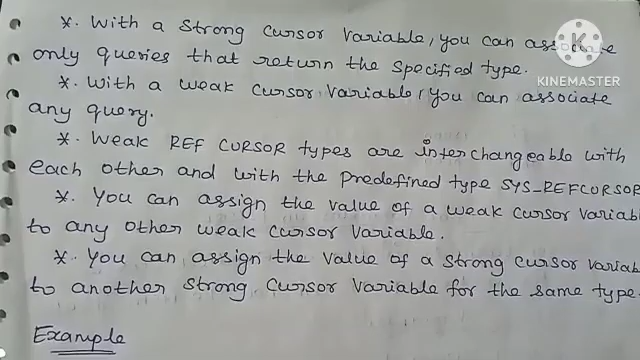 *. With a strong cursor variable, you can associate
only queries that return the specified type.
*. With a weak cursor variable, you can associate
any query.
*. Weak REF CURSOR types are interchangeable with
each other and with the predefined type SYS_REFCURSOR
*. You can assign the value of a weak cursor variab
to any other weak cursor variable.
*. You can assign the value of a strong cursor variab
to another strong cursor variable for the same type.
Example
KINEMASTER